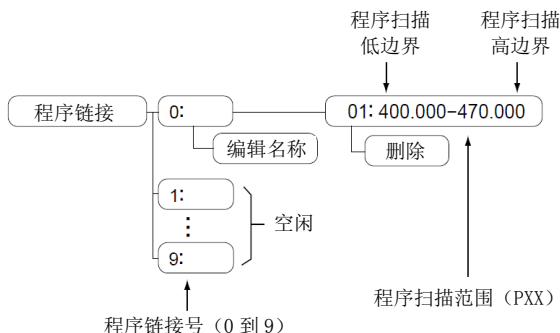 程序扫描
低边界
程序扫描
高边界
程序链接
0:
01: 400.000-470.000
编辑名称
删除
1:
空闲
9:
程序扫描范围（PXX）
程序链接号（0 到 9）